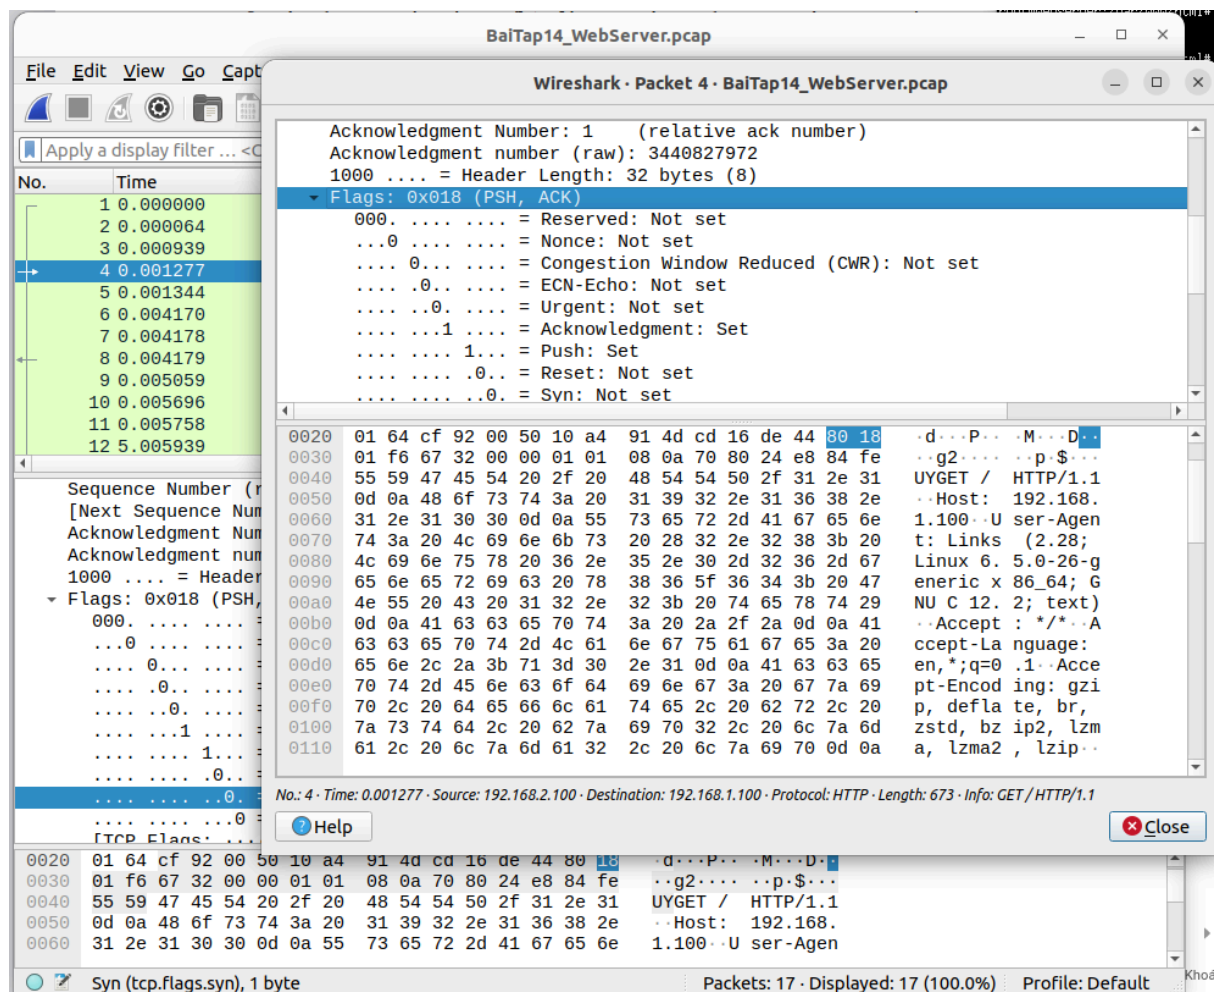 BaiTap14_WebServer.pcap
File Edit View Go Capt
Apply a display filter … <C
No. Time
1 0.000000
2 0.000064
3 0.000939
4 0.001277
5 0.001344
6 0.004170
7 0.004178
8 0.004179
9 0.005059
10 0.005696
11 0.005758
12 5.005939
Sequence Number (r
[Next Sequence Num
Acknowledgment Num
Acknowledgment num
1000 .... = Header
Flags: 0x018 (PSH,
000. .... .... =
...0 .... .... =
.... 0... .... =
.... .0.. .... =
.... ..0. .... =
.... ...1 .... =
.... .... 1... =
.... .... .0.. =
.... .... ..0. =
.... .... ...0 =
[TCP Flags: ...
Wireshark · Packet 4 · BaiTap14_WebServer.pcap
Acknowledgment Number: 1 (relative ack number)
Acknowledgment number (raw): 3440827972
1000 .... = Header Length: 32 bytes (8)
Flags: 0x018 (PSH, ACK)
000. .... .... = Reserved: Not set
...0 .... .... = Nonce: Not set
.... 0... .... = Congestion Window Reduced (CWR): Not set
.... .0.. .... = ECN-Echo: Not set
.... ..0. .... = Urgent: Not set
.... ...1 .... = Acknowledgment: Set
.... .... 1... = Push: Set
.... .... .0.. = Reset: Not set
.... .... ..0. = Syn: Not set
0020 01 64 cf 92 00 50 10 a4 91 4d cd 16 de 44 80 18 ·d···P·· ·M···D··
0030 01 f6 67 32 00 00 01 01 08 0a 70 80 24 e8 84 fe ··g2···· ··p·$···
0040 55 59 47 45 54 20 2f 20 48 54 54 50 2f 31 2e 31 UYGET / HTTP/1.1
0050 0d 0a 48 6f 73 74 3a 20 31 39 32 2e 31 36 38 2e ··Host: 192.168.
0060 31 2e 31 30 30 0d 0a 55 73 65 72 2d 41 67 65 6e 1.100··U ser-Agen
0070 74 3a 20 4c 69 6e 6b 73 20 28 32 2e 32 38 3b 20 t: Links (2.28;
0080 4c 69 6e 75 78 20 36 2e 35 2e 30 2d 32 36 2d 67 Linux 6. 5.0-26-g
0090 65 6e 65 72 69 63 20 78 38 36 5f 36 34 3b 20 47 eneric x 86_64; G
00a0 4e 55 20 43 20 31 32 2e 32 3b 20 74 65 78 74 29 NU C 12. 2; text)
00b0 0d 0a 41 63 63 65 70 74 3a 20 2a 2f 2a 0d 0a 41 ··Accept : */*··A
00c0 63 63 65 70 74 2d 4c 61 6e 67 75 61 67 65 3a 20 ccept-La nguage:
00d0 65 6e 2c 2a 3b 71 3d 30 2e 31 0d 0a 41 63 63 65 en,*;q=0 .1··Acce
00e0 70 74 2d 45 6e 63 6f 64 69 6e 67 3a 20 67 7a 69 pt-Encod ing: gzi
00f0 70 2c 20 64 65 66 6c 61 74 65 2c 20 62 72 2c 20 p, defla te, br,
0100 7a 73 74 64 2c 20 62 7a 69 70 32 2c 20 6c 7a 6d zstd, bz ip2, lzm
0110 61 2c 20 6c 7a 6d 61 32 2c 20 6c 7a 69 70 0d 0a a, lzma2 , lzip··
No.: 4 · Time: 0.001277 · Source: 192.168.2.100 · Destination: 192.168.1.100 · Protocol: HTTP · Length: 673 · Info: GET / HTTP/1.1
Help Close
0020 01 64 cf 92 00 50 10 a4 91 4d cd 16 de 44 80 18 ·d···P·· ·M···D··
0030 01 f6 67 32 00 00 01 01 08 0a 70 80 24 e8 84 fe ··g2···· ··p·$···
0040 55 59 47 45 54 20 2f 20 48 54 54 50 2f 31 2e 31 UYGET / HTTP/1.1
0050 0d 0a 48 6f 73 74 3a 20 31 39 32 2e 31 36 38 2e ··Host: 192.168.
0060 31 2e 31 30 30 0d 0a 55 73 65 72 2d 41 67 65 6e 1.100··U ser-Agen
Syn (tcp.flags.syn), 1 byte Packets: 17 · Displayed: 17 (100.0%) Profile: Default
Khoá